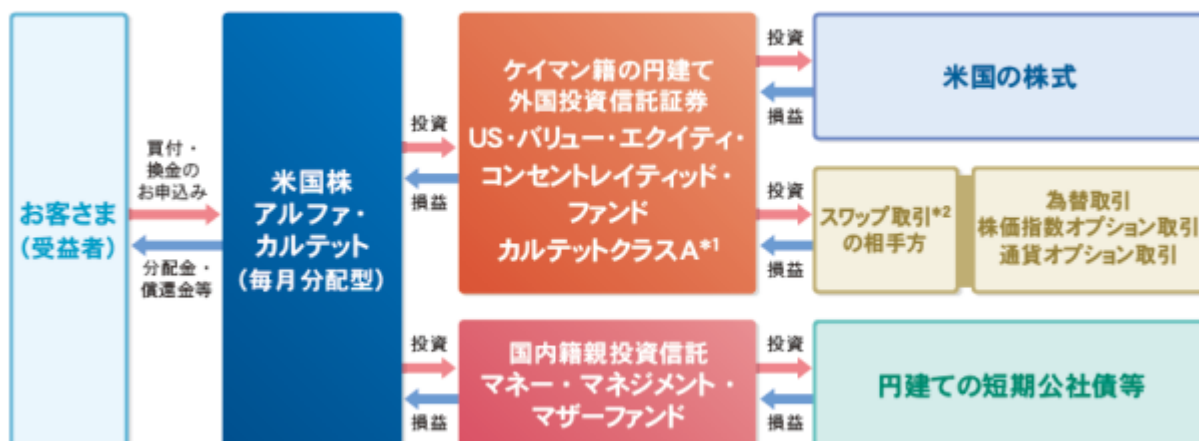 お客さま
(受益者)
買付・
換金の
お申込み
分配金・
償還金等
米国株
アルファ・
カルテット
(毎月分配型)
投資
損益
ケイマン籍の円建て
外国投資信託証券
US・バリュー・エクイティ・
コンセントレイティッド・
ファンド
カルテットクラスA*1
投資
損益
米国の株式
投資
損益
スワップ取引*2
の相手方
為替取引
株価指数オプション取引
通貨オプション取引
投資
損益
国内籍親投資信託
マネー・マネジメント・
マザーファンド
投資
損益
円建ての短期公社債等